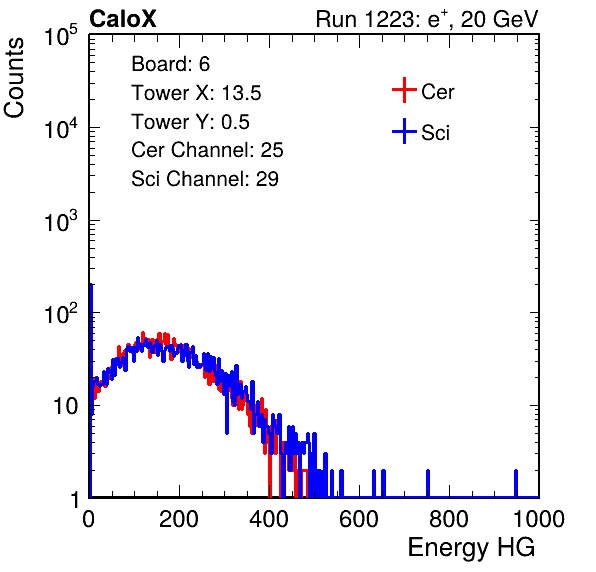 CaloX Run 1223: e⁺, 20 GeV
Counts
10⁵
10⁴
10³
10²
10
1
Board: 6
Tower X: 13.5
Tower Y: 0.5
Cer Channel: 25
Sci Channel: 29
Cer
Sci
0 200 400 600 800 1000
Energy HG